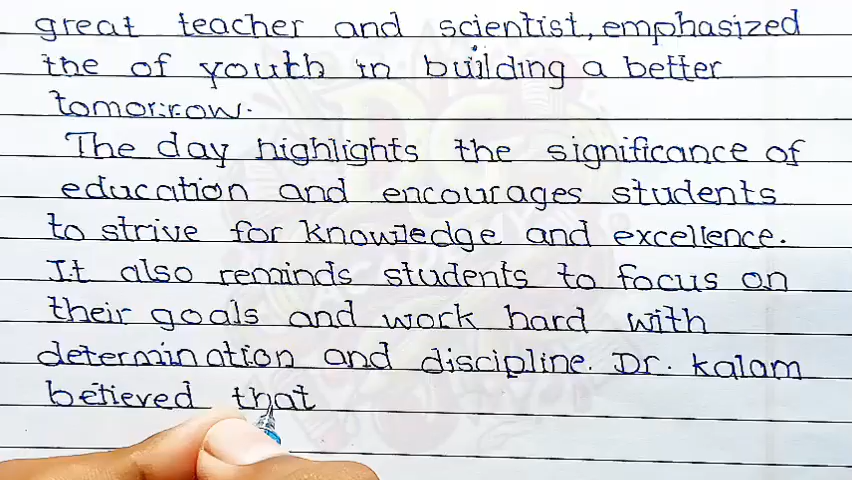 great teacher and scientist, emphasized
the of youth in building a better
tomorrow.
The day highlights the significance of
education and encourages students
to strive for knowledge and excellence.
It also reminds students to focus on
their goals and work hard with
determination and discipline. Dr. Kalam
believed that